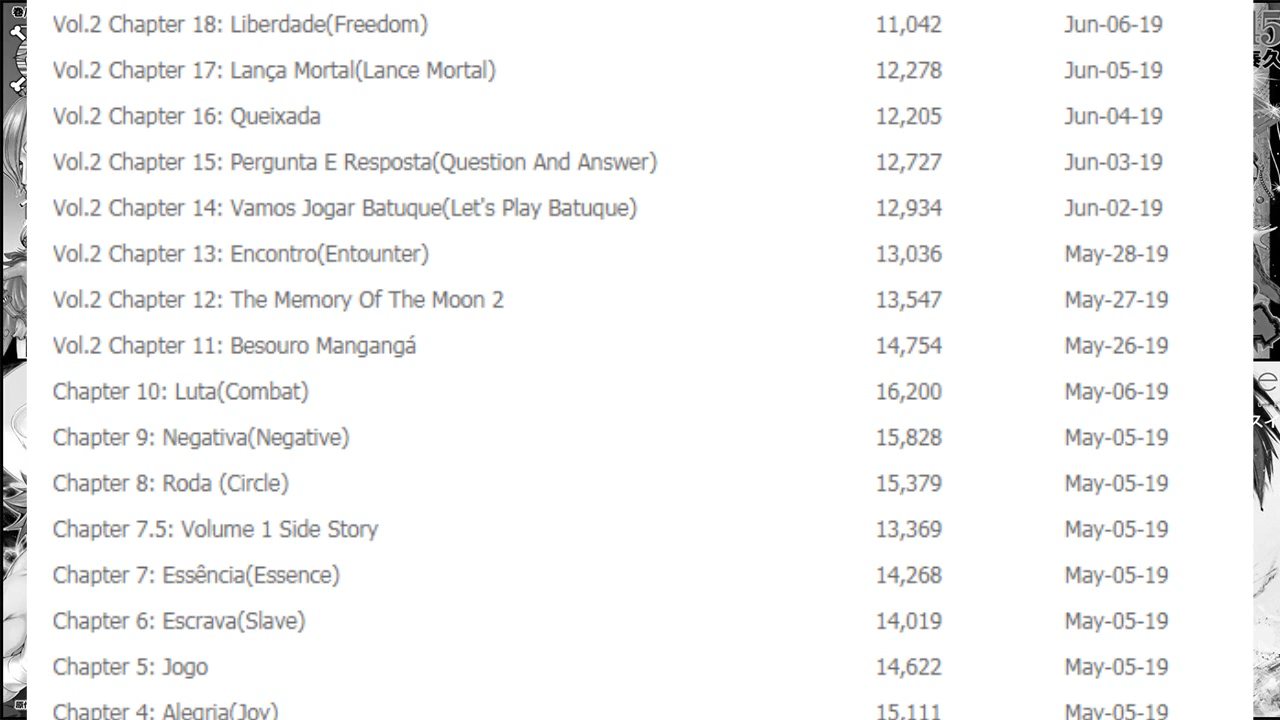 Vol.2 Chapter 18: Liberdade(Freedom) 11,042 Jun-06-19
Vol.2 Chapter 17: Lança Mortal(Lance Mortal) 12,278 Jun-05-19
Vol.2 Chapter 16: Queixada 12,205 Jun-04-19
Vol.2 Chapter 15: Pergunta E Resposta(Question And Answer) 12,727 Jun-03-19
Vol.2 Chapter 14: Vamos Jogar Batuque(Let's Play Batuque) 12,934 Jun-02-19
Vol.2 Chapter 13: Encontro(Entounter) 13,036 May-28-19
Vol.2 Chapter 12: The Memory Of The Moon 2 13,547 May-27-19
Vol.2 Chapter 11: Besouro Mangangá 14,754 May-26-19
Chapter 10: Luta(Combat) 16,200 May-06-19
Chapter 9: Negativa(Negative) 15,828 May-05-19
Chapter 8: Roda (Circle) 15,379 May-05-19
Chapter 7.5: Volume 1 Side Story 13,369 May-05-19
Chapter 7: Essência(Essence) 14,268 May-05-19
Chapter 6: Escrava(Slave) 14,019 May-05-19
Chapter 5: Jogo 14,622 May-05-19
Chapter 4: Alegria(Joy) 15,111 May-05-19